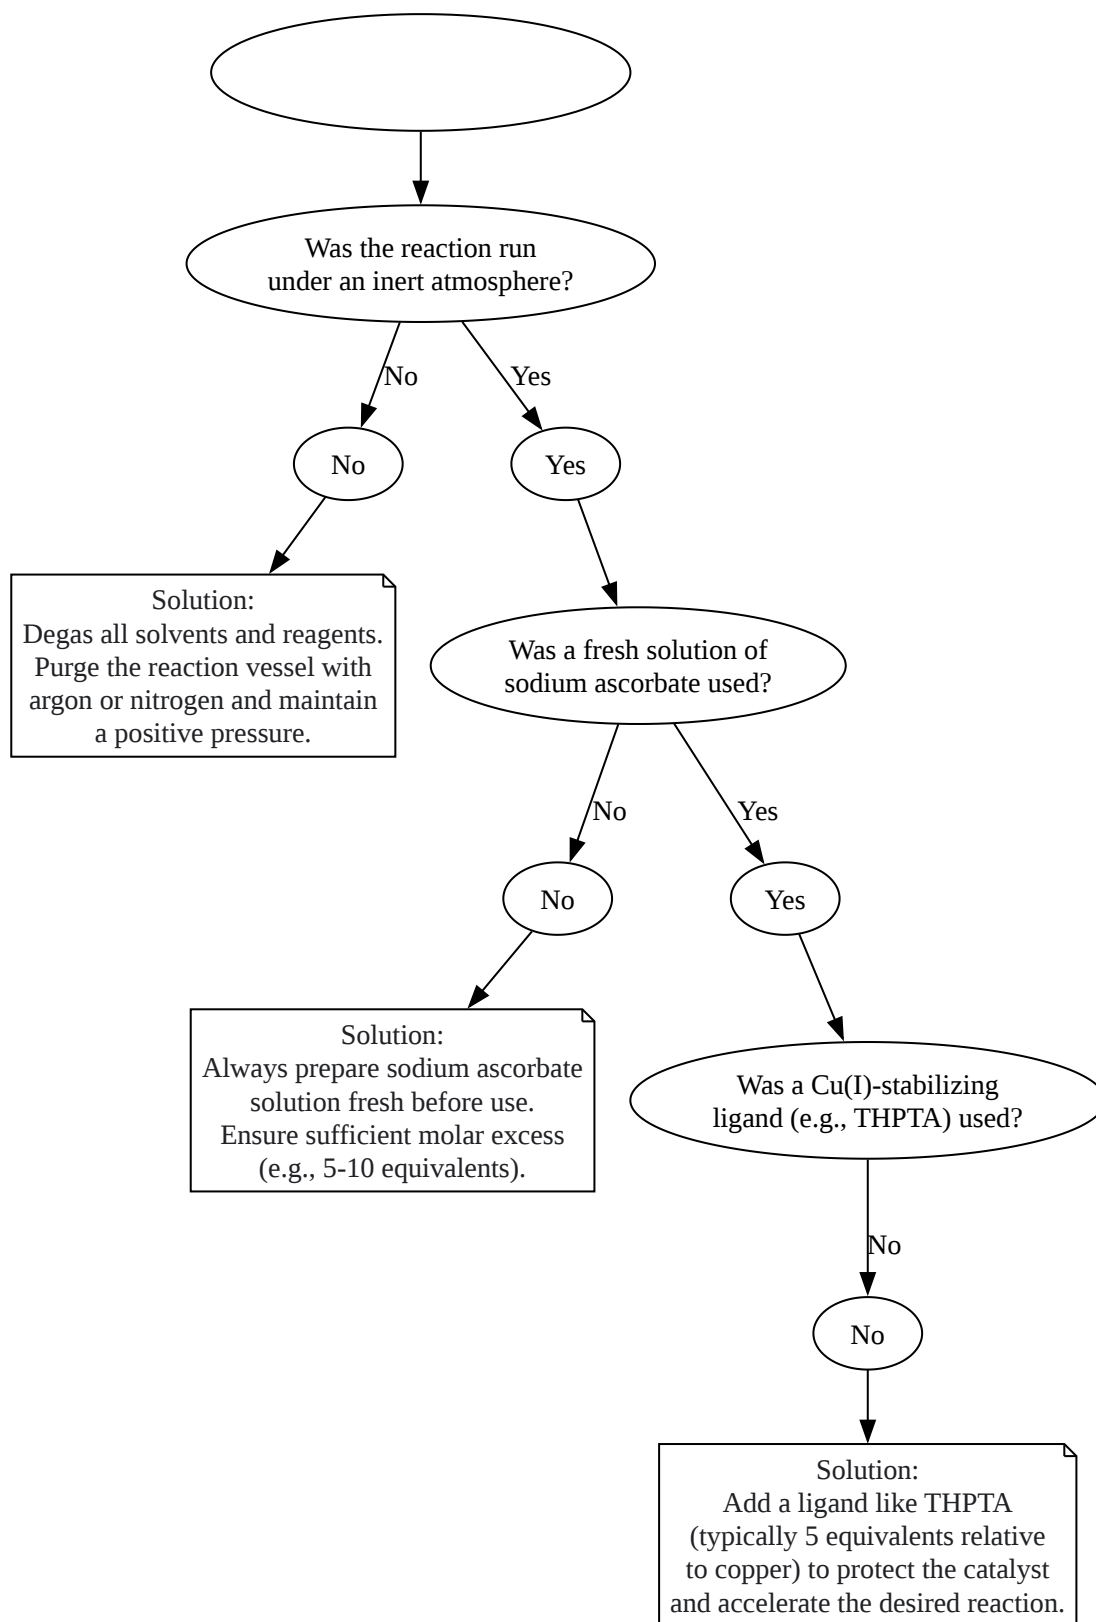 Was the reaction run
under an inert atmosphere?
No
Yes
No
Yes
Solution:
Degas all solvents and reagents.
Purge the reaction vessel with
argon or nitrogen and maintain
a positive pressure.
Was a fresh solution of
sodium ascorbate used?
No
Yes
No
Yes
Solution:
Always prepare sodium ascorbate
solution fresh before use.
Ensure sufficient molar excess
(e.g., 5-10 equivalents).
Was a Cu(I)-stabilizing
ligand (e.g., THPTA) used?
No
No
Solution:
Add a ligand like THPTA
(typically 5 equivalents relative
to copper) to protect the catalyst
and accelerate the desired reaction.